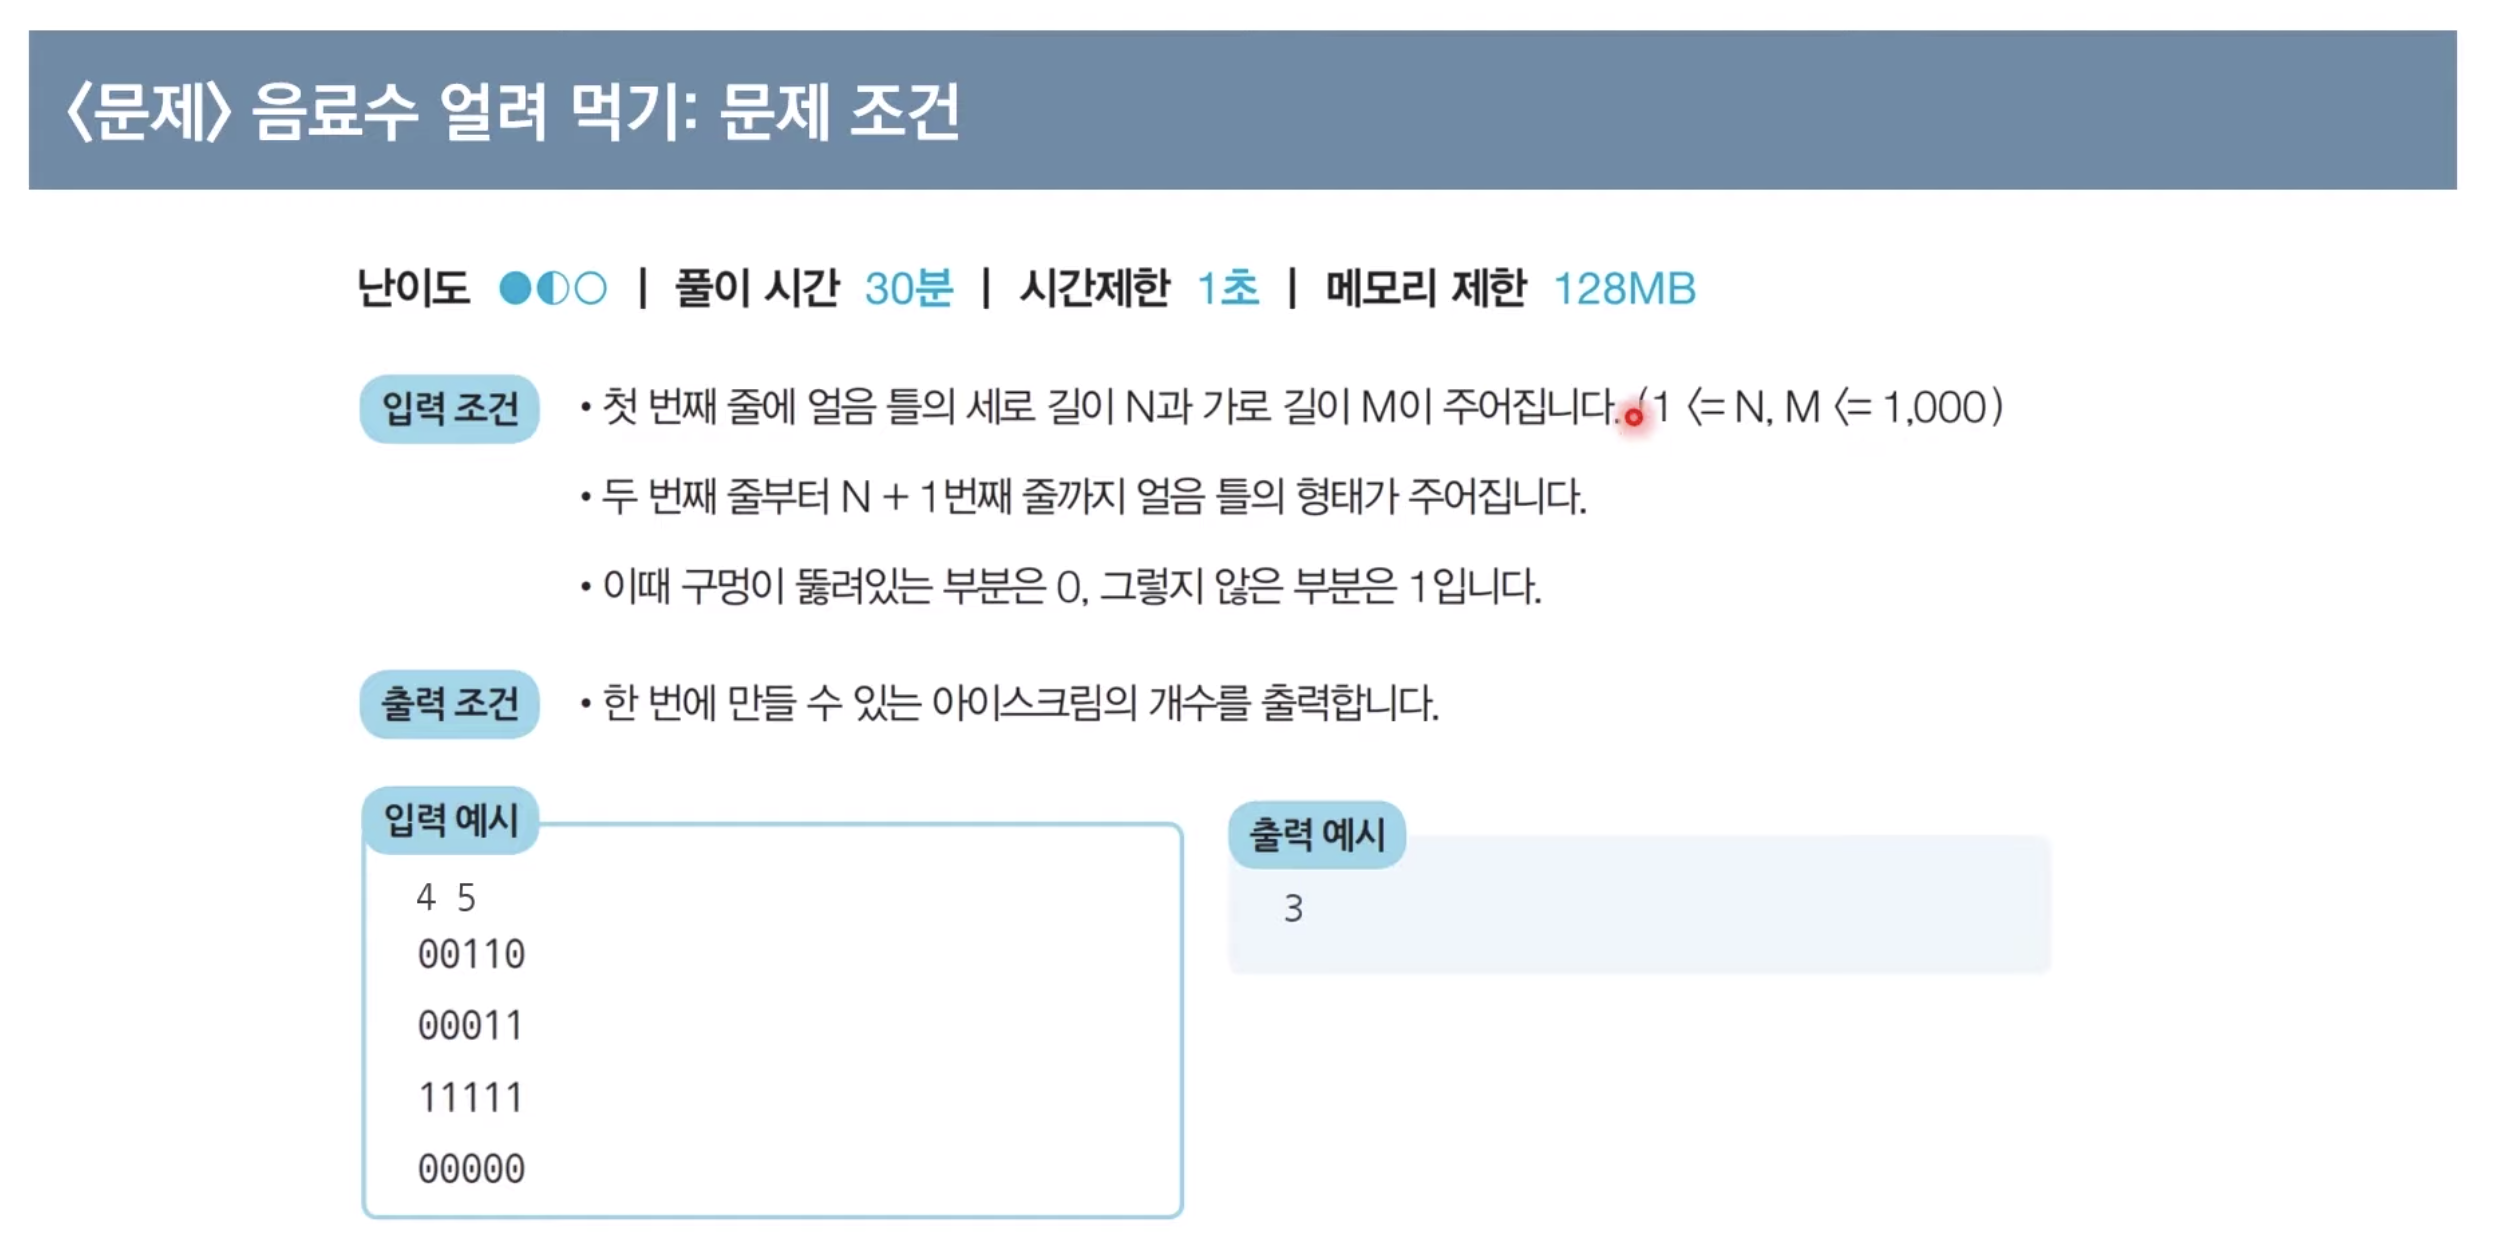 〈문제〉 음료수 얼려 먹기: 문제 조건
난이도 | 풀이 시간 30분 | 시간제한 1초 | 메모리 제한 128MB
입력 조건 • 첫 번째 줄에 얼음 틀의 세로 길이 N과 가로 길이 M이 주어집니다. (1 <= N, M <= 1,000)
• 두 번째 줄부터 N + 1번째 줄까지 얼음 틀의 형태가 주어집니다.
• 이때 구멍이 뚫려있는 부분은 0, 그렇지 않은 부분은 1입니다.
출력 조건 • 한 번에 만들 수 있는 아이스크림의 개수를 출력합니다.
입력 예시
4 5
00110
00011
11111
00000
출력 예시
3